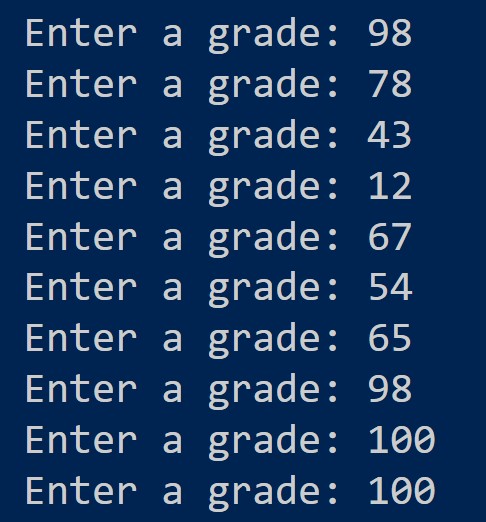 Enter a grade: 98
Enter a grade: 78
Enter a grade: 43
Enter a grade: 12
Enter a grade: 67
Enter a grade: 54
Enter a grade: 65
Enter a grade: 98
Enter a grade: 100
Enter a grade: 100